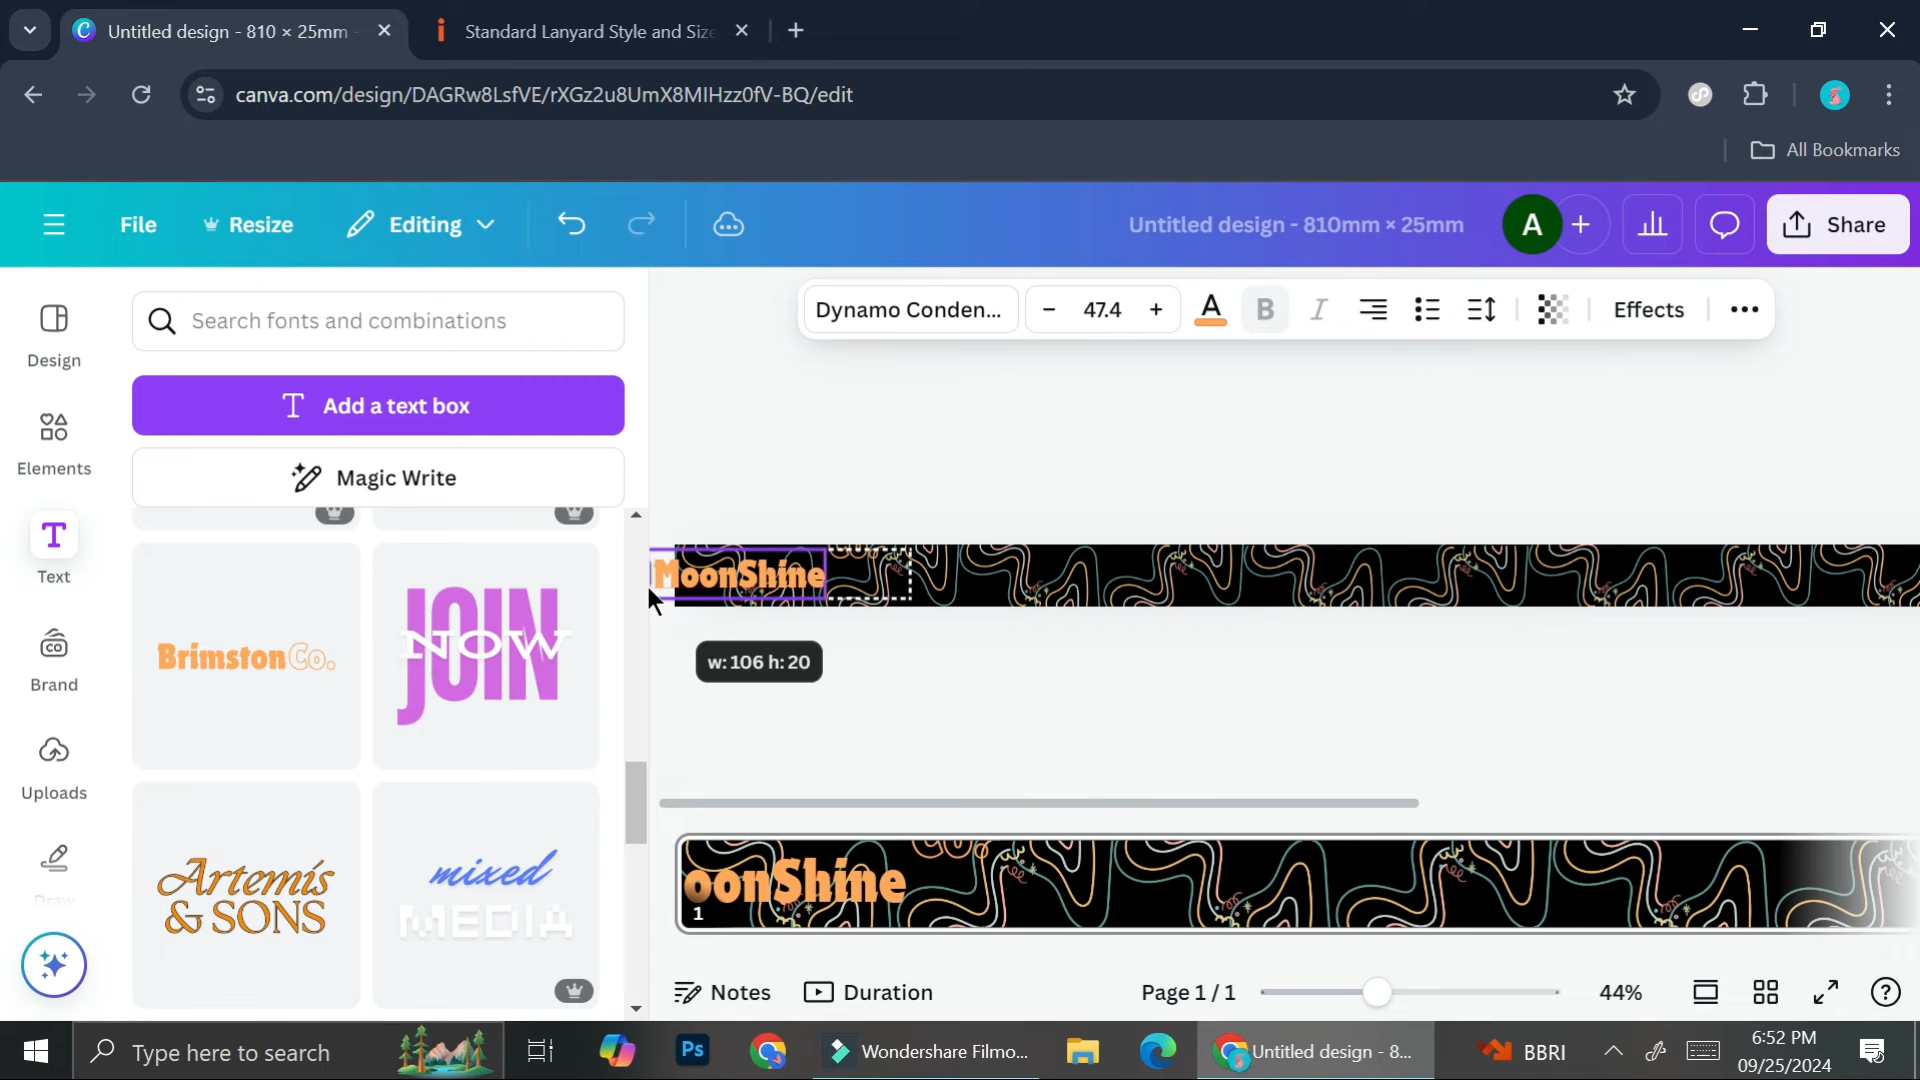 Untitled design - 810 × 25mm -
Standard Lanyard Style and Size
canva.com/design/DAGRw8LsfVE/rXGz2u8UmX8MIHzz0fV-BQ/edit
All Bookmarks
File
Resize
Editing
Untitled design - 810mm × 25mm
A
Share
Design
Elements
Text
Brand
Uploads
Draw
Search fonts and combinations
Add a text box
Magic Write
BrimstonCo.
JOIN
NOW
Artemis
& SONS
mixed
MEDIA
Dynamo Conden...
47.4
A
B
I
Effects
MoonShine
w: 106 h: 20
oonShine
1
Notes
Duration
Page 1 / 1
44%
Type here to search
Ps
Wondershare Filmo...
Untitled design - 8...
BBRI
6:52 PM
09/25/2024